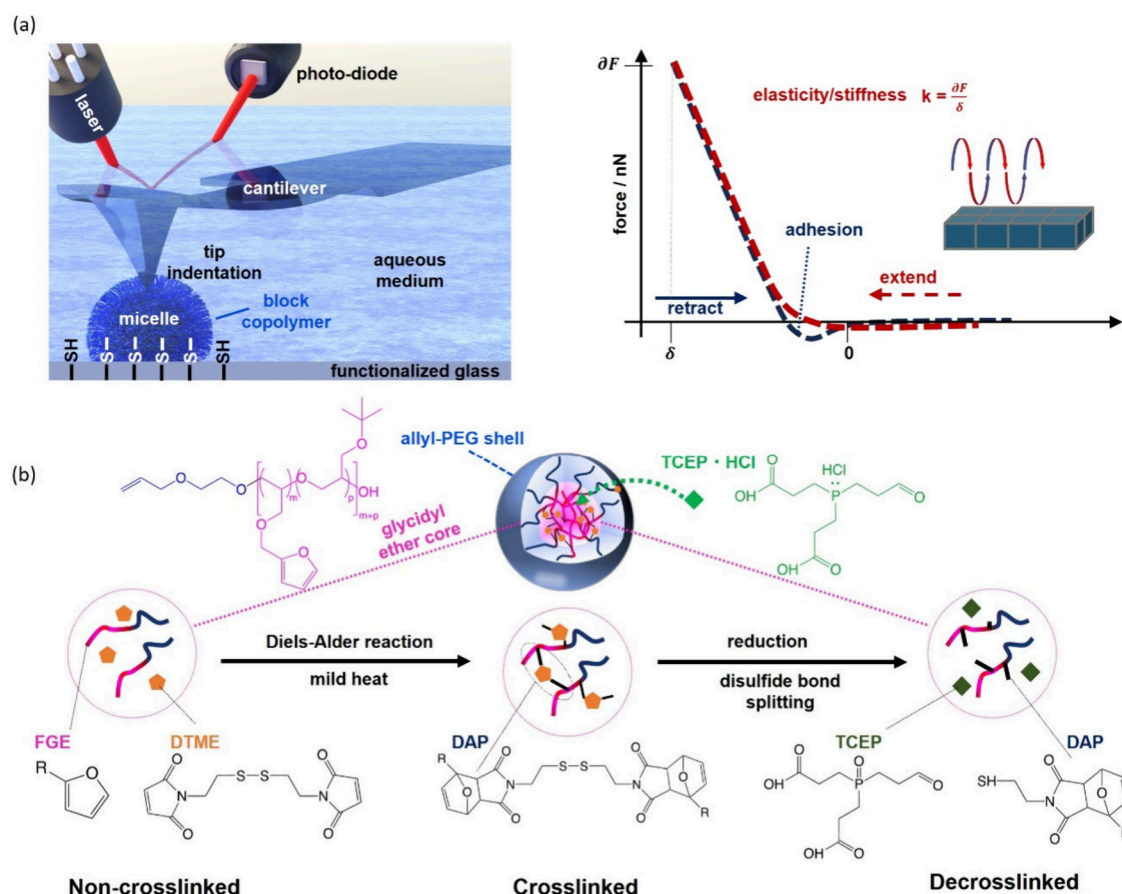 (a)
laser
photo-diode
cantilever
tip
indentation
aqueous
medium
micelle
block
copolymer
SH
S
S
S
S
SH
functionalized glass
∂F
force / nN
elasticity/stiffness k = ∂F/δ
adhesion
extend
retract
δ
0
(b)
allyl-PEG shell
TCEP · HCl
glycidyl
ether core
O
O
O
m
O
O
p
OH
m+p
O
O
O
OH
HCl
P
O
O
OH
Diels-Alder reaction
mild heat
reduction
disulfide bond
splitting
FGE
DTME
DAP
TCEP
DAP
R
O
O
N
O
S
S
N
O
O
R
O
O
N
O
S
S
N
O
O
O
R
O
OH
O
P
O
O
OH
SH
N
O
O
O
Non-crosslinked
Crosslinked
Decrosslinked